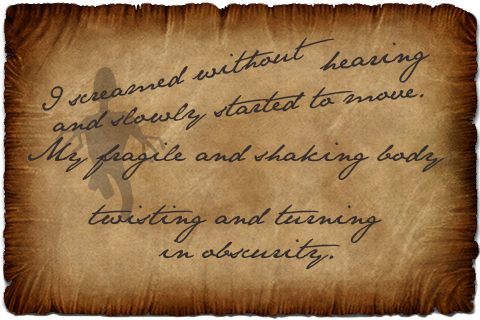 I screamed without hearing
and slowly started to move.
My fragile and shaking body
twisting and turning
in obscurity.